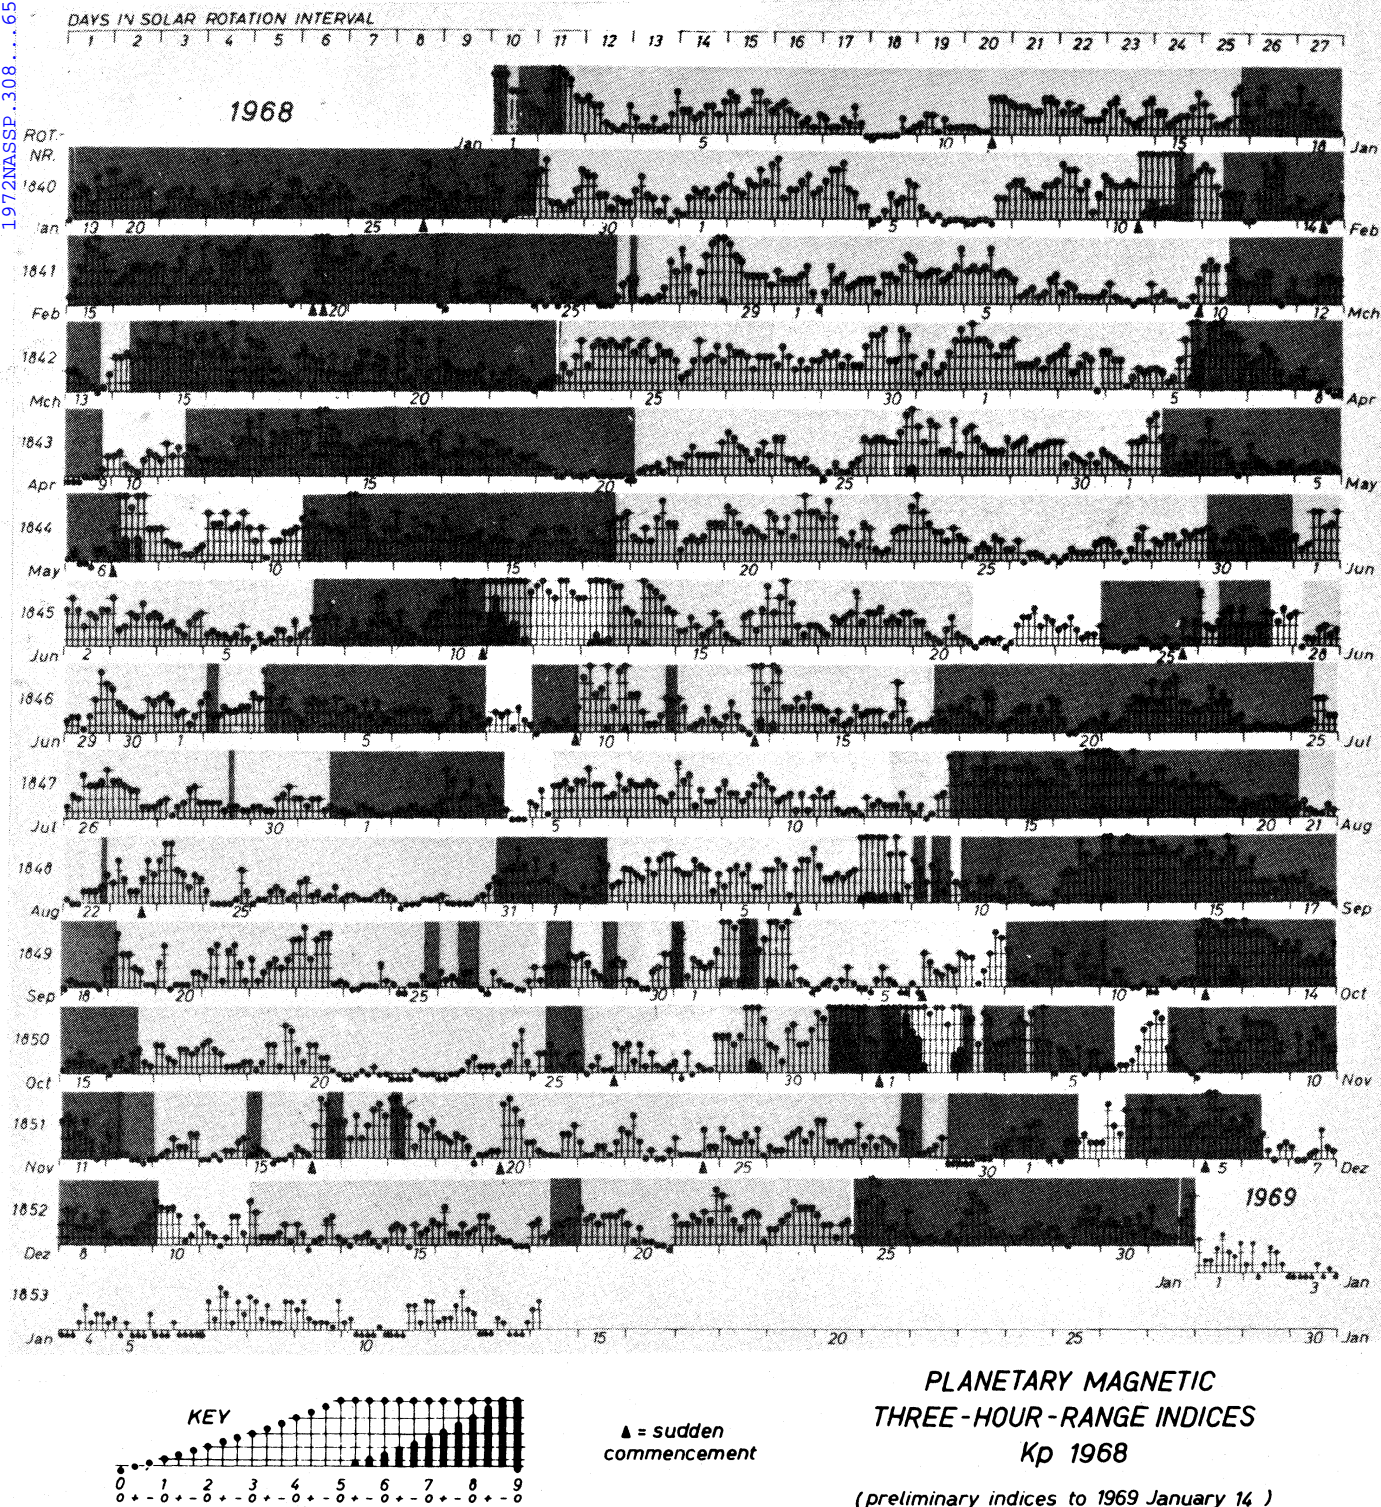 1972NASSP.308....65
DAYS IN SOLAR ROTATION INTERVAL
1 2 3 4 5 6 7 8 9 10 11 12 13 14 15 16 17 18 19 20 21 22 23 24 25 26 27
1968
ROT.-
NR.
Jan 1 5 10 15 18 Jan
1840
Jan 19 20 25 30 1 5 10 14 Feb
1841
Feb 15 20 25 29 1 5 10 12 Mch
1842
Mch 13 15 20 25 30 1 5 8 Apr
1843
Apr 9 10 15 20 25 30 1 5 May
1844
May 6 10 15 20 25 30 1 Jun
1845
Jun 2 5 10 15 20 25 28 Jun
1846
Jun 29 30 1 5 10 15 20 25 Jul
1847
Jul 26 30 1 5 10 15 20 21 Aug
1848
Aug 22 25 31 1 5 10 15 17 Sep
1849
Sep 18 20 25 30 1 5 10 14 Oct
1850
Oct 15 20 25 30 1 5 10 Nov
1851
Nov 11 15 20 25 30 1 5 7 Dez
1852
Dez 8 10 15 20 25 30
1969
Jan 1 3 Jan
1853
Jan 4 5 10 15 20 25 30 Jan
KEY
0 1 2 3 4 5 6 7 8 9
o + - o + - o + - o + - o + - o + - o + - o + - o + - o
▲ = sudden
commencement
PLANETARY MAGNETIC
THREE-HOUR-RANGE INDICES
Kp 1968
(preliminary indices to 1969 January 14)